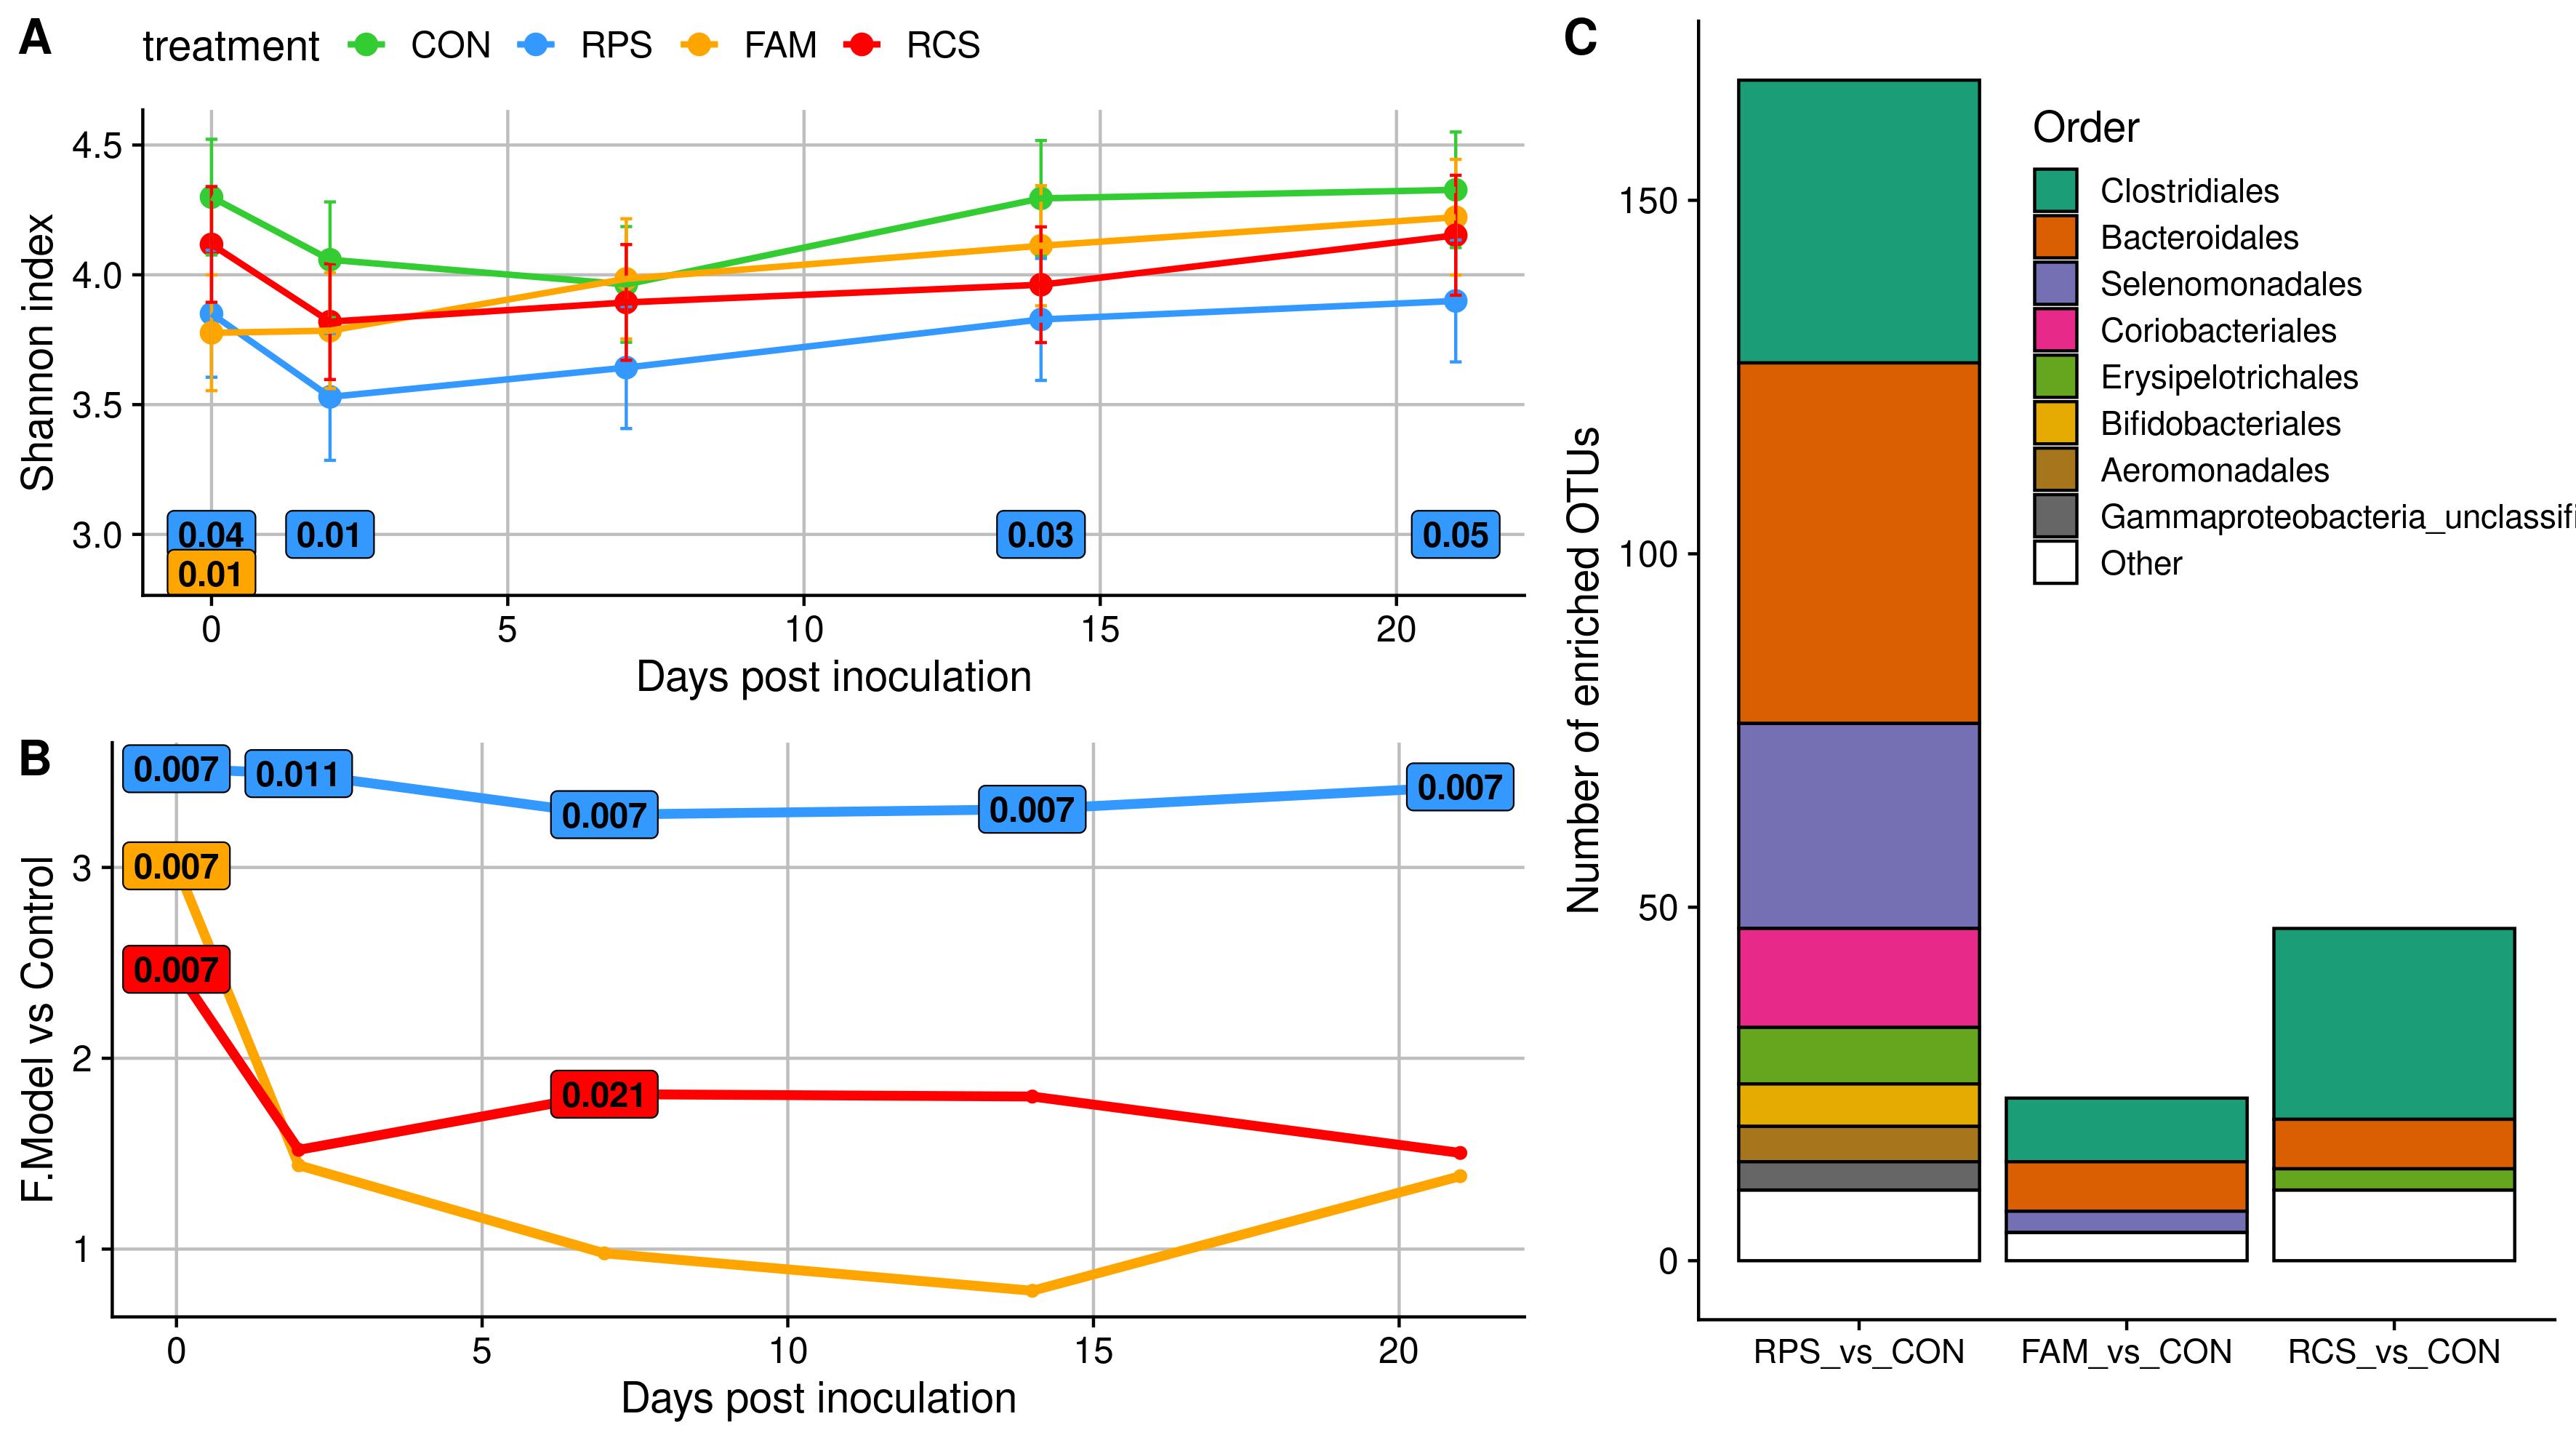 A
treatment CON RPS FAM RCS
4.5
4.0
3.5
3.0
Shannon index
0.04 0.01 0.03 0.05
0.01
0 5 10 15 20
Days post inoculation
B
0.007 0.011 0.007 0.007 0.007
0.007
0.007
0.021
3
2
1
F.Model vs Control
0 5 10 15 20
Days post inoculation
C
150
100
50
0
Number of enriched OTUs
Order
Clostridiales
Bacteroidales
Selenomonadales
Coriobacteriales
Erysipelotrichales
Bifidobacteriales
Aeromonadales
Gammaproteobacteria_unclassifi
Other
RPS_vs_CON FAM_vs_CON RCS_vs_CON